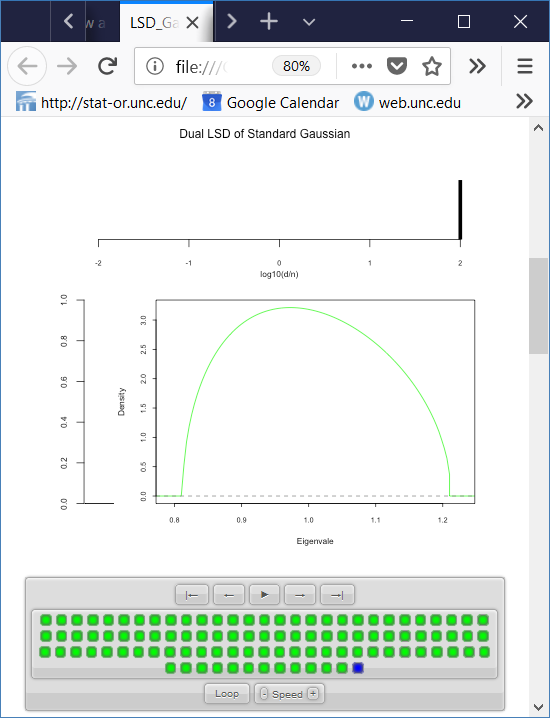 w a
LSD_Ga
file:///
80%
http://stat-or.unc.edu/
8
Google Calendar
W
web.unc.edu
Dual LSD of Standard Gaussian
-2 -1 0 1 2
log10(d/n)
1.0
0.8
0.6
0.4
0.2
0.0
Density
3.0
2.5
2.0
1.5
1.0
0.5
0.0
0.8 0.9 1.0 1.1 1.2
Eigenvale
Loop
- Speed +